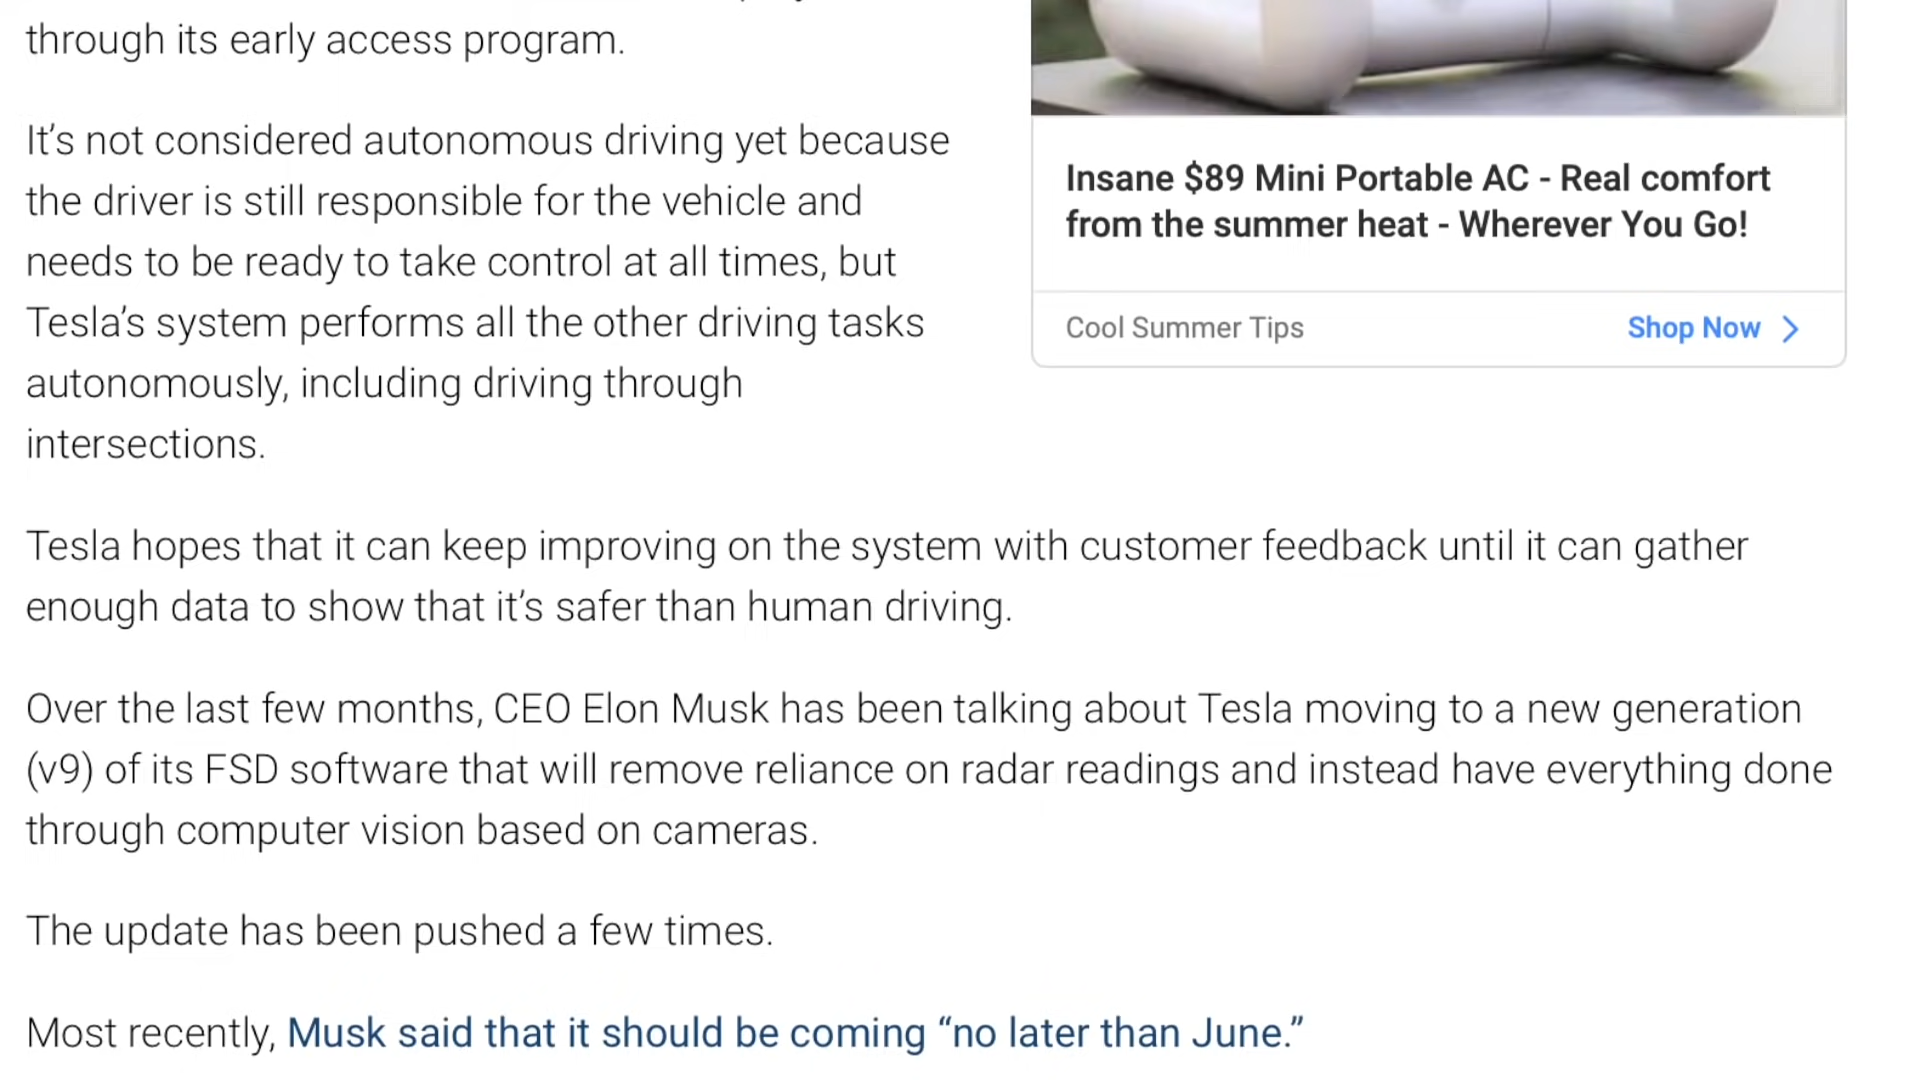 through its early access program.
It’s not considered autonomous driving yet because
the driver is still responsible for the vehicle and
needs to be ready to take control at all times, but
Tesla’s system performs all the other driving tasks
autonomously, including driving through
intersections.
Insane $89 Mini Portable AC - Real comfort
from the summer heat - Wherever You Go!
Cool Summer Tips
Shop Now
Tesla hopes that it can keep improving on the system with customer feedback until it can gather
enough data to show that it’s safer than human driving.
Over the last few months, CEO Elon Musk has been talking about Tesla moving to a new generation
(v9) of its FSD software that will remove reliance on radar readings and instead have everything done
through computer vision based on cameras.
The update has been pushed a few times.
Most recently, Musk said that it should be coming “no later than June.”